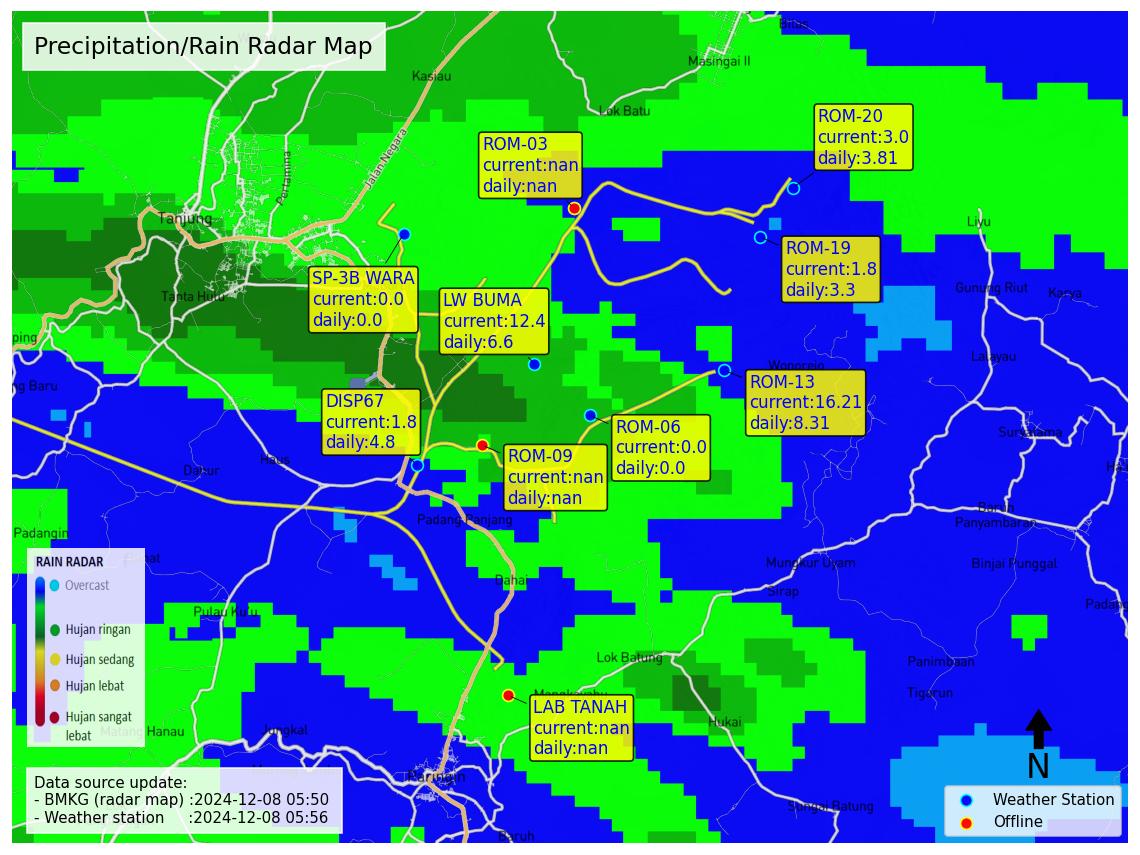 Precipitation/Rain Radar Map
Bilas
Masingai II
Kasiau
Lok Batu
ROM-20
current:3.0
daily:3.81
ROM-03
current:nan
daily:nan
Jalan Negara
Pertamina
Tanjung
Liyu
ROM-19
current:1.8
daily:3.3
SP-3B WARA
current:0.0
daily:0.0
Tanta Hulu
LW BUMA
current:12.4
daily:6.6
Gunung Riut
Karya
ping
Lalayau
Wonorejo
ng Baru
ROM-13
current:16.21
daily:8.31
DISP67
current:1.8
daily:4.8
ROM-06
current:0.0
daily:0.0
Suryatama
ROM-09
current:nan
daily:nan
Haus
Dahur
Padang Panjang
Baruh
Panyambaran
Padangin
Mungkur Uyam
Binjai Punggal
Dahai
Sirap
Padang
Pulau Ku'u
RAIN RADAR
Overcast
Hujan ringan
Hujan sedang
Hujan lebat
Hujan sangat
lebat
Lok Batung
Panimbaan
Tigarun
Mangkayahu
LAB TANAH
current:nan
daily:nan
Hukai
Matang Hanau
Jungkal
N
Paringin
Data source update:
- BMKG (radar map) :2024-12-08 05:50
- Weather station :2024-12-08 05:56
Sungai Batung
Baruh
Weather Station
Offline